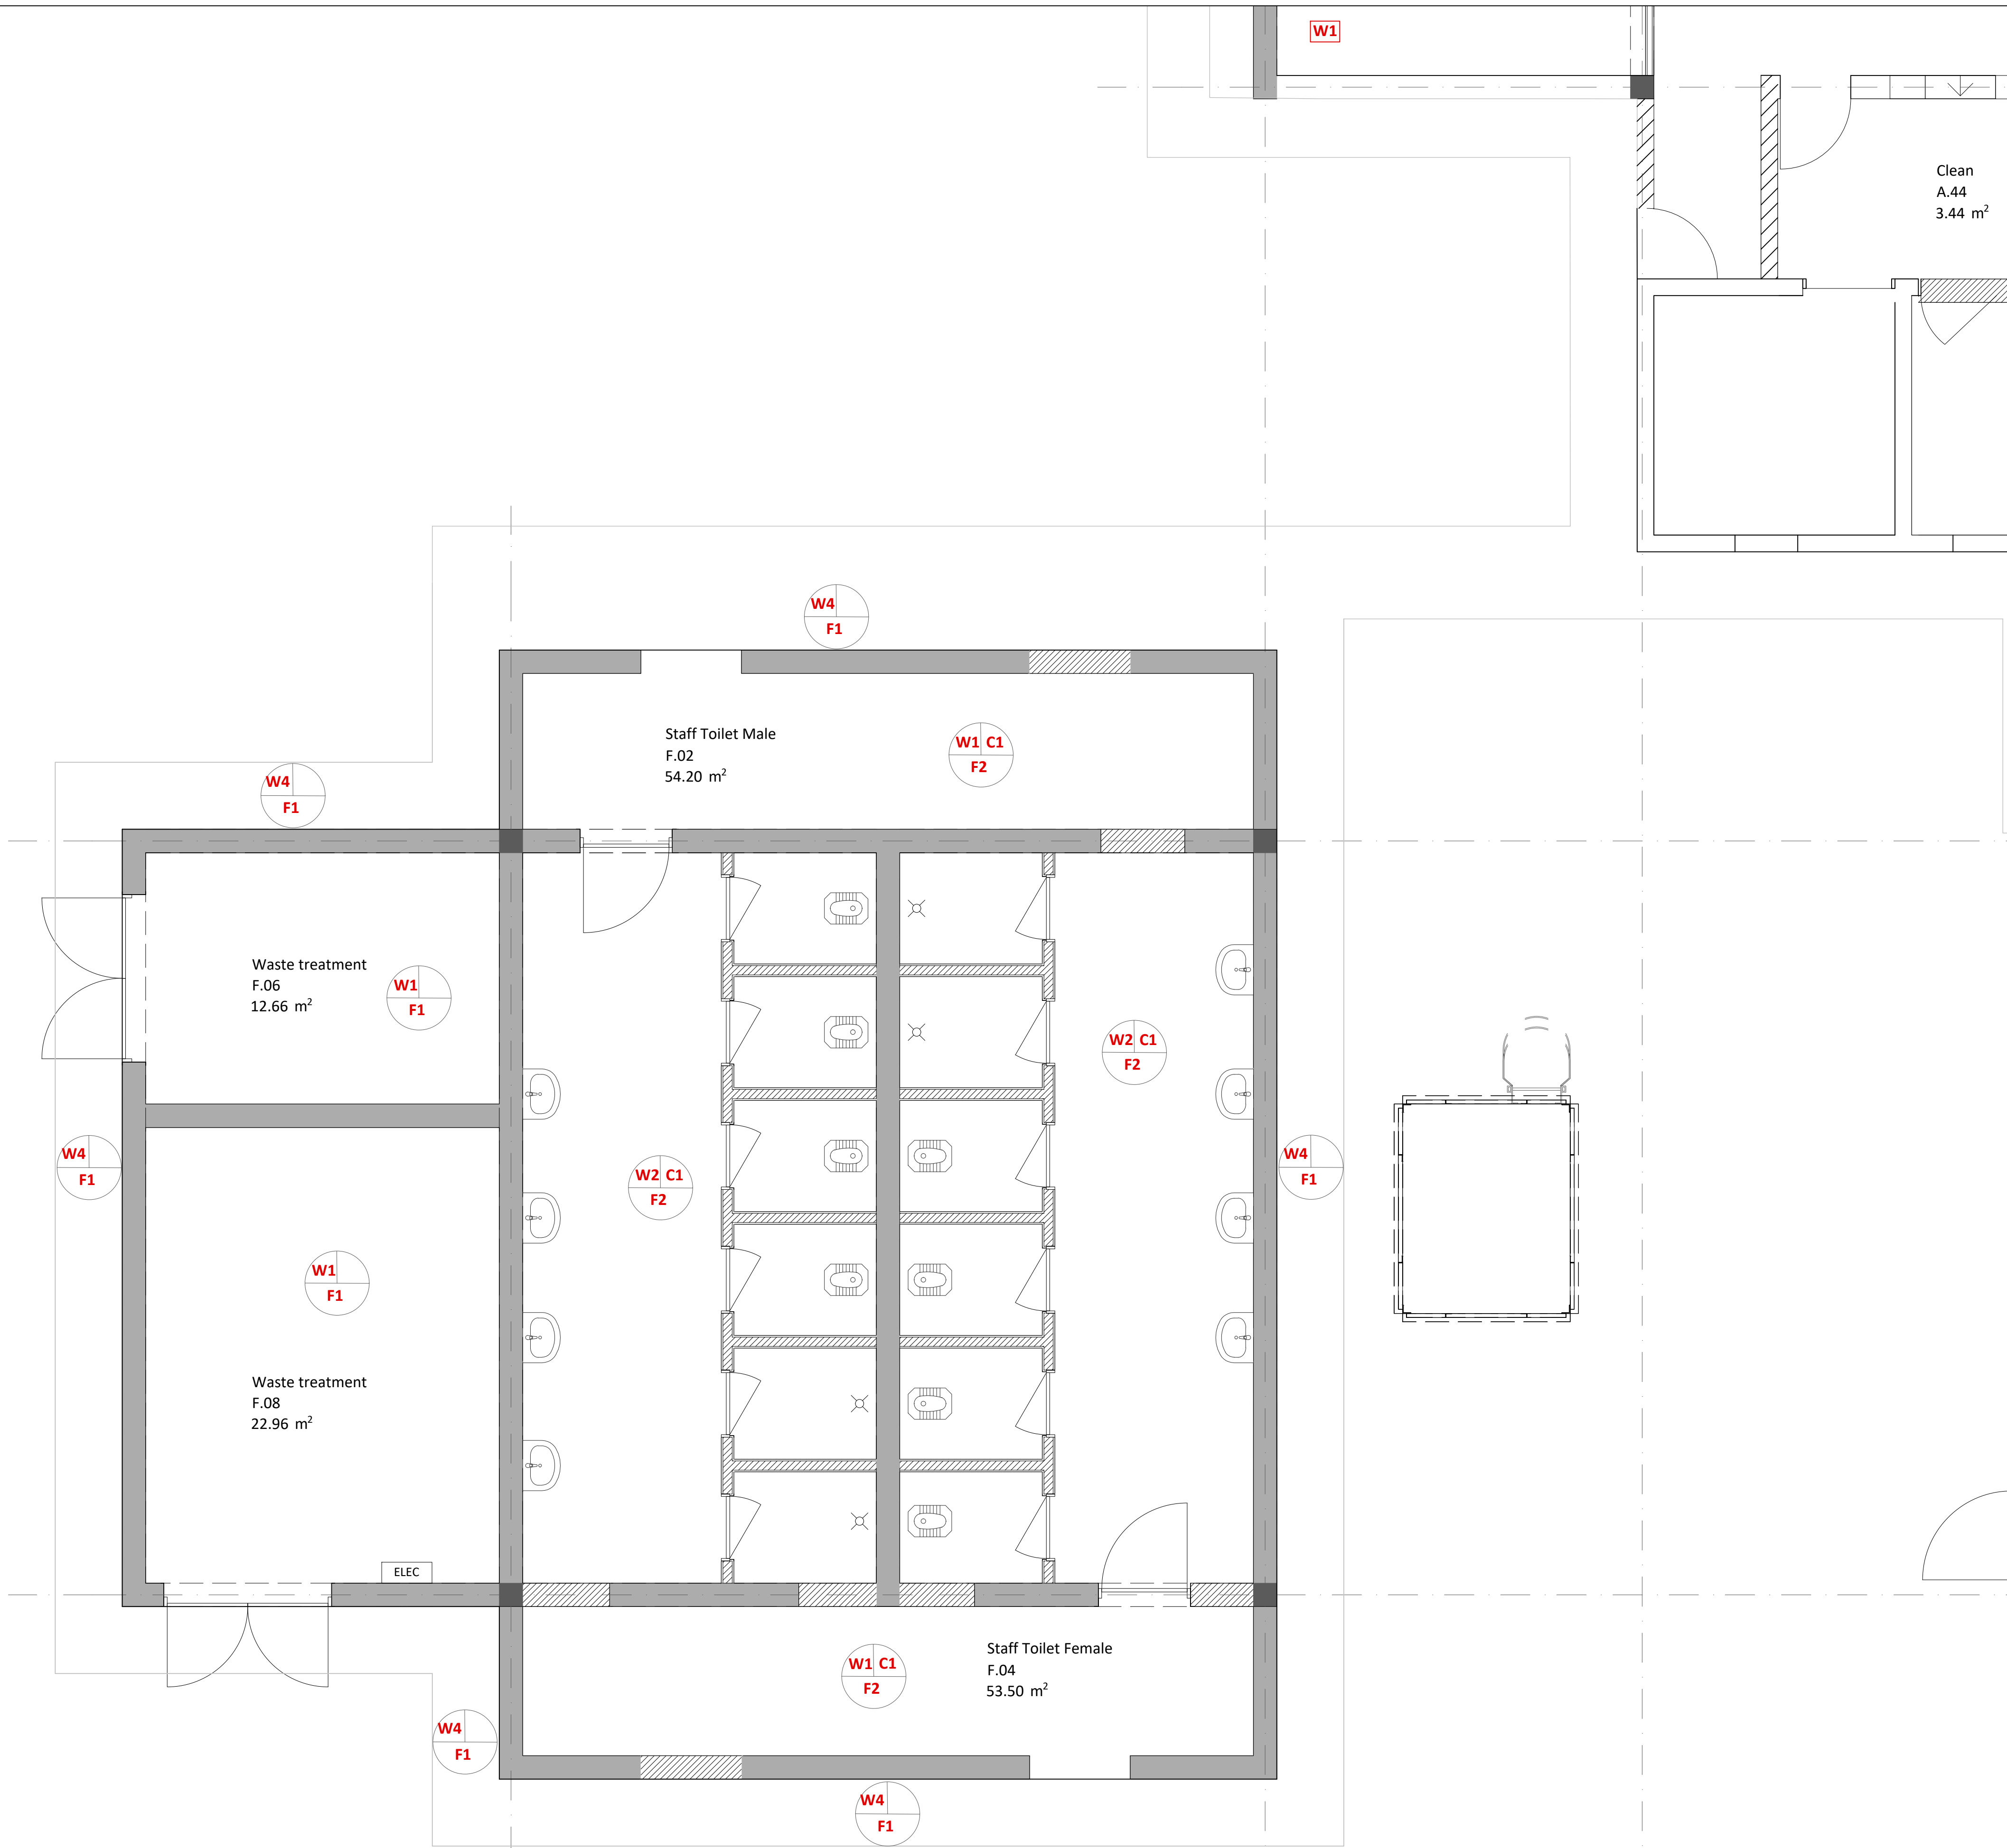 W1
Clean
A.44
3.44 m²
W4
F1
Staff Toilet Male
F.02
54.20 m²
W1 C1
F2
W4
F1
Waste treatment
F.06
12.66 m²
W1
F1
W2 C1
F2
W4
F1
W2 C1
F2
W4
F1
W1
F1
Waste treatment
F.08
22.96 m²
ELEC
Staff Toilet Female
F.04
53.50 m²
W1 C1
F2
W4
F1
W4
F1